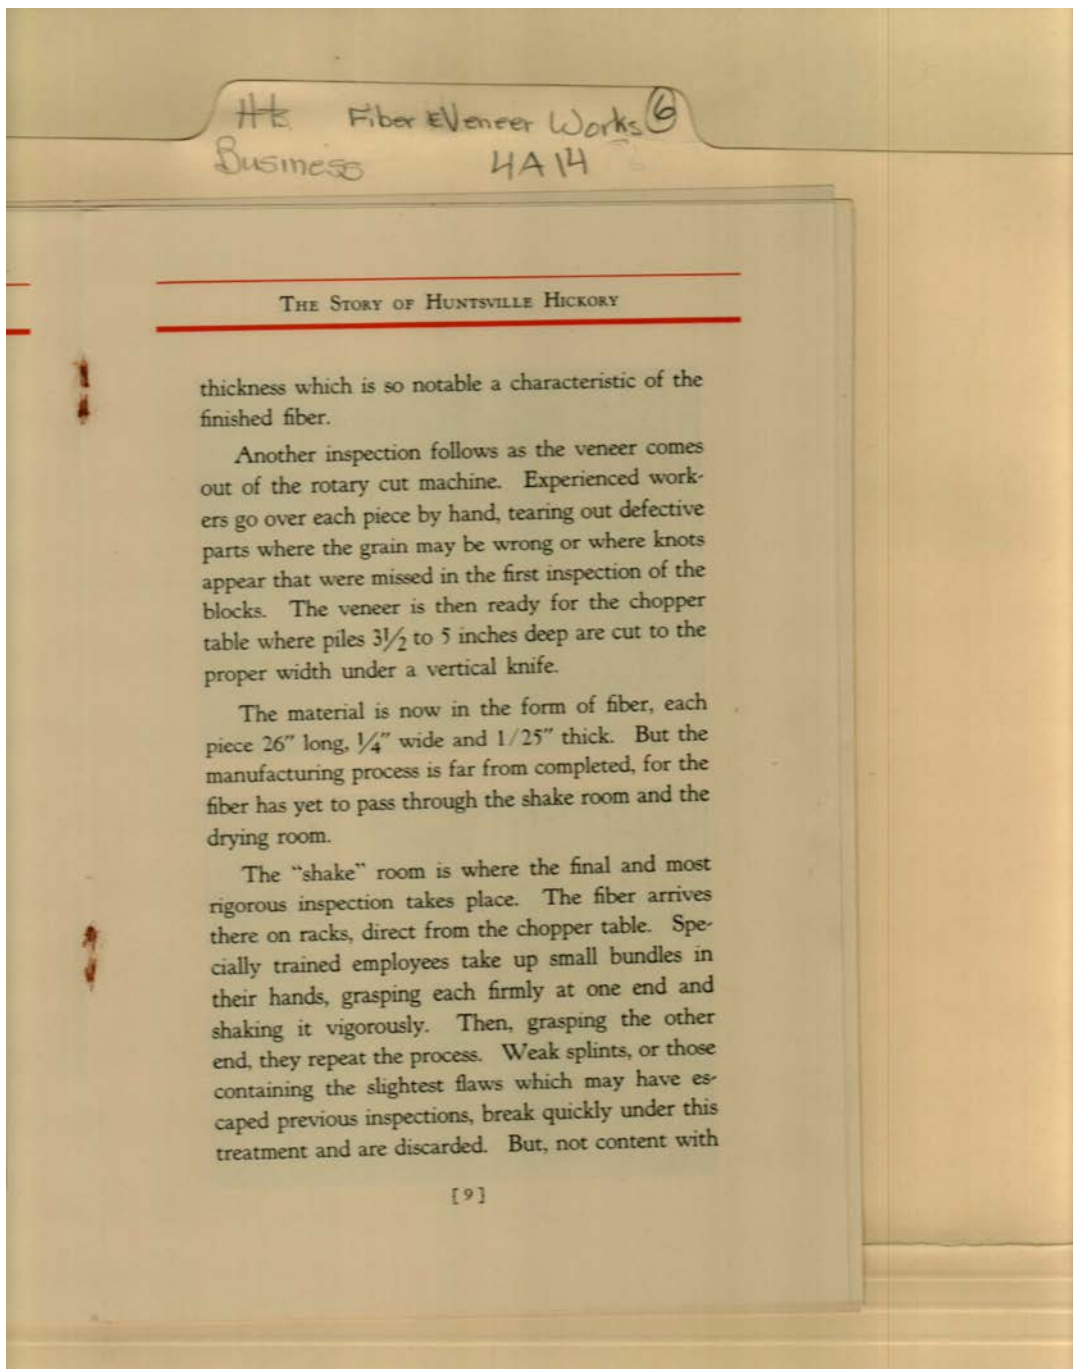 Fiber & Veneer Works 6
Business 4A14
THE STORY OF HUNTSVILLE HICKORY
thickness which is so notable a characteristic of the
finished fiber.
Another inspection follows as the veneer comes
out of the rotary cut machine. Experienced work-
ers go over each piece by hand, tearing out defective
parts where the grain may be wrong or where knots
appear that were missed in the first inspection of the
blocks. The veneer is then ready for the chopper
table where piles 3½ to 5 inches deep are cut to the
proper width under a vertical knife.
The material is now in the form of fiber, each
piece 26″ long, ¼″ wide and 1/25″ thick. But the
manufacturing process is far from completed, for the
fiber has yet to pass through the shake room and the
drying room.
The “shake” room is where the final and most
rigorous inspection takes place. The fiber arrives
there on racks, direct from the chopper table. Spe-
cially trained employees take up small bundles in
their hands, grasping each firmly at one end and
shaking it vigorously. Then, grasping the other
end, they repeat the process. Weak splints, or those
containing the slightest flaws which may have es-
caped previous inspections, break quickly under this
treatment and are discarded. But, not content with
[9]